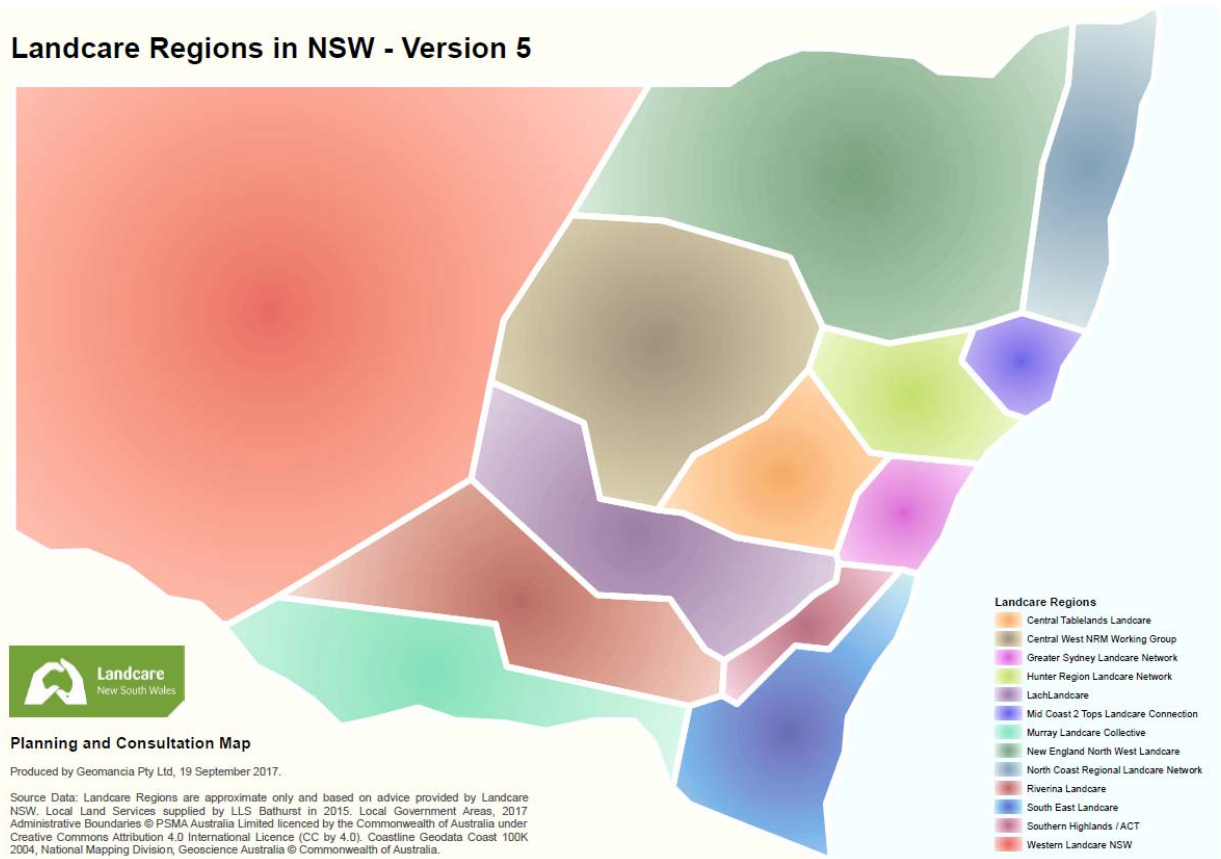 Landcare Regions in NSW - Version 5
Landcare Regions
Central Tablelands Landcare
Central West NRM Working Group
Greater Sydney Landcare Network
Hunter Region Landcare Network
LachLandcare
Mid Coast 2 Tops Landcare Connection
Murray Landcare Collective
New England North West Landcare
North Coast Regional Landcare Network
Riverina Landcare
South East Landcare
Southern Highlands / ACT
Western Landcare NSW
Landcare
New South Wales
Planning and Consultation Map
Produced by Geomancia Pty Ltd, 19 September 2017.
Source Data: Landcare Regions are approximate only and based on advice provided by Landcare
NSW. Local Land Services supplied by LLS Bathurst in 2015. Local Government Areas, 2017
Administrative Boundaries © PSMA Australia Limited licenced by the Commonwealth of Australia under
Creative Commons Attribution 4.0 International Licence (CC by 4.0). Coastline Geodata Coast 100K
2004, National Mapping Division, Geoscience Australia © Commonwealth of Australia.